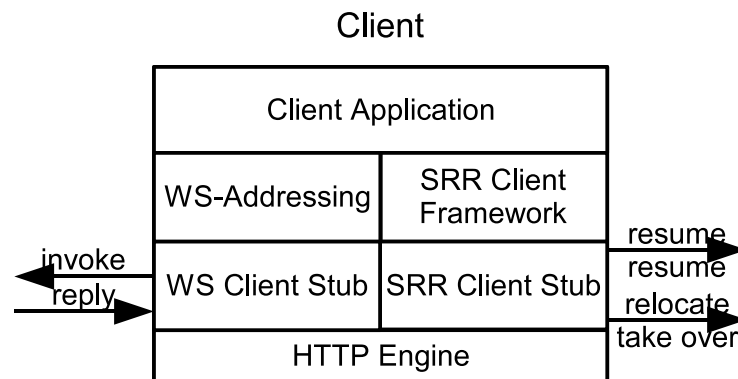 Client
Client Application
WS-Addressing
SRR Client
Framework
invoke
reply
WS Client Stub
SRR Client Stub
resume
resume
relocate
take over
HTTP Engine